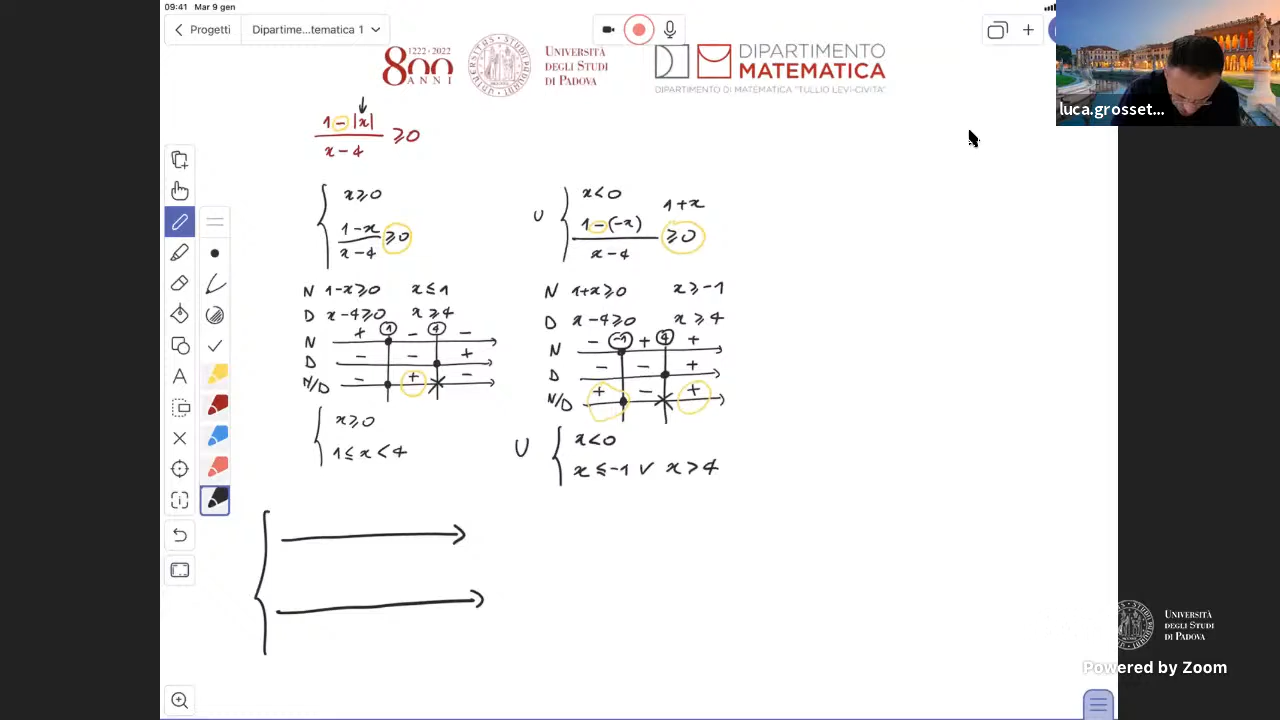 09:41 Mar 9 gen
Progetti
Dipartime...tematica 1
1222·2022
800
ANNI
UNIVERSITÀ
DEGLI STUDI
DI PADOVA
DIPARTIMENTO
MATEMATICA
DIPARTIMENTO DI MATEMATICA "TULLIO LEVI-CIVITA"
luca.grosset...
1-|x|
x-4
≥0
x≥0
1-x
x-4
≥0
U
x<0
1+x
1-(-x)
x-4
≥0
N 1-x≥0 x≤1
D x-4≥0 x≥4
N + 1 - 4 -
D - - +
N/D - + -
N 1+x≥0 x≥-1
D x-4≥0 x≥4
N - -1 + 4 +
D - - +
N/D + - +
x≥0
1≤x<4
U
x<0
x≤-1 ∨ x>4
A
UNIVERSITÀ
DEGLI STUDI
DI PADOVA
Powered by Zoom